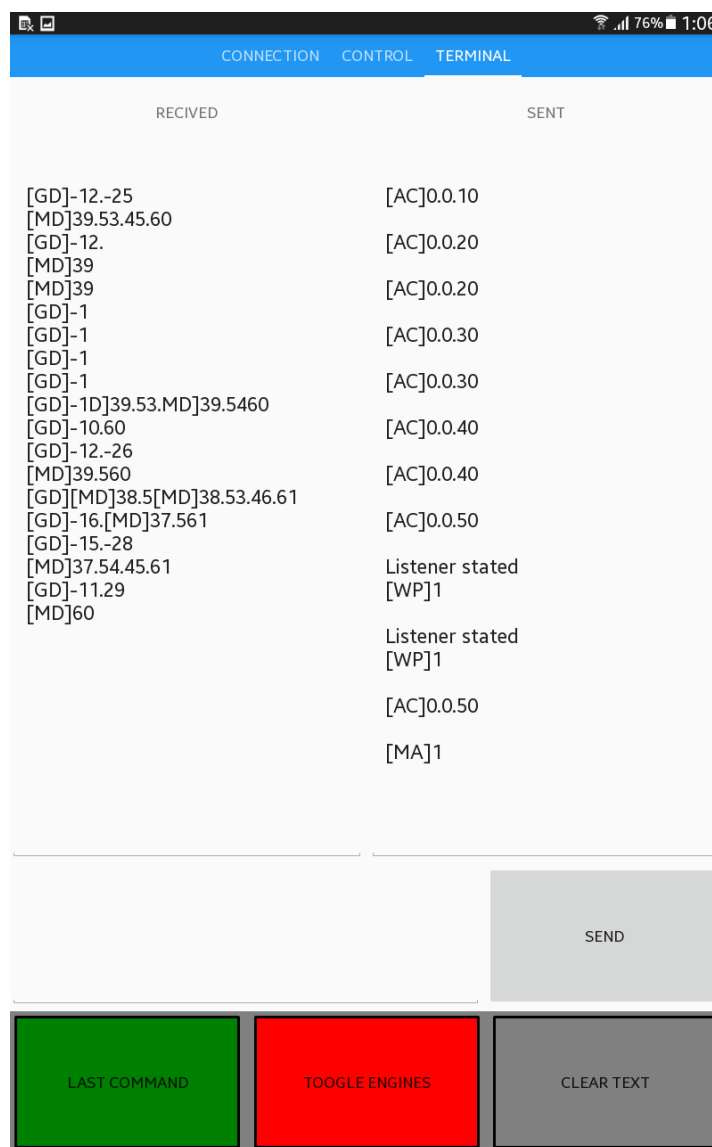 76% 1:06
CONNECTION CONTROL TERMINAL
RECIVED
SENT
[GD]-12.-25
[MD]39.53.45.60
[GD]-12.
[MD]39
[MD]39
[GD]-1
[GD]-1
[GD]-1
[GD]-1
[GD]-1D]39.53.MD]39.5460
[GD]-10.60
[GD]-12.-26
[MD]39.560
[GD][MD]38.5[MD]38.53.46.61
[GD]-16.[MD]37.561
[GD]-15.-28
[MD]37.54.45.61
[GD]-11.29
[MD]60
[AC]0.0.10
[AC]0.0.20
[AC]0.0.20
[AC]0.0.30
[AC]0.0.30
[AC]0.0.40
[AC]0.0.40
[AC]0.0.50
Listener stated
[WP]1
Listener stated
[WP]1
[AC]0.0.50
[MA]1
SEND
LAST COMMAND
TOOGLE ENGINES
CLEAR TEXT